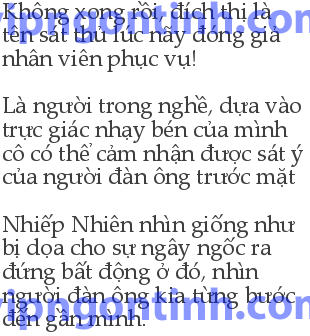 Không xong rồi, đích thị là
tên sát thủ lúc nãy đóng giả
nhân viên phục vụ!
Là người trong nghề, dựa vào
trực giác nhạy bén của mình
cô có thể cảm nhận được sát ý
của người đàn ông trước mặt
Nhiếp Nhiên nhìn giống như
bị dọa cho sự ngây ngốc ra
đứng bất động ở đó, nhìn
người đàn ông kia từng bước
đến gần mình.
vipngontinh.com